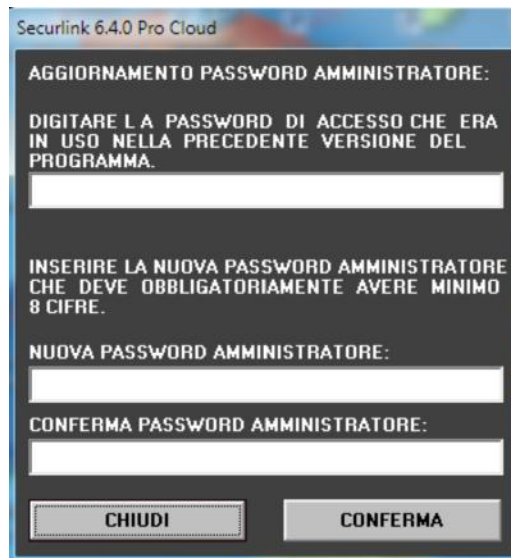 Securlink 6.4.0 Pro Cloud
AGGIORNAMENTO PASSWORD AMMINISTRATORE:
DIGITARE L A PASSWORD DI ACCESSO CHE ERA
IN USO NELLA PRECEDENTE VERSIONE DEL
PROGRAMMA.
INSERIRE LA NUOVA PASSWORD AMMINISTRATORE
CHE DEVE OBBLIGATORIAMENTE AVERE MINIMO
8 CIFRE.
NUOVA PASSWORD AMMINISTRATORE:
CONFERMA PASSWORD AMMINISTRATORE:
CHIUDI CONFERMA